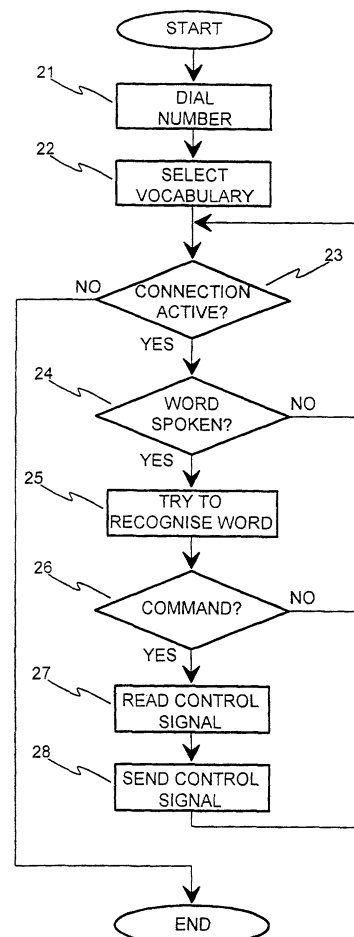 START
21
DIAL
NUMBER
22
SELECT
VOCABULARY
23
NO
CONNECTION
ACTIVE?
YES
24
WORD
SPOKEN?
NO
YES
25
TRY TO
RECOGNISE WORD
26
COMMAND?
NO
YES
27
READ CONTROL
SIGNAL
28
SEND CONTROL
SIGNAL
END